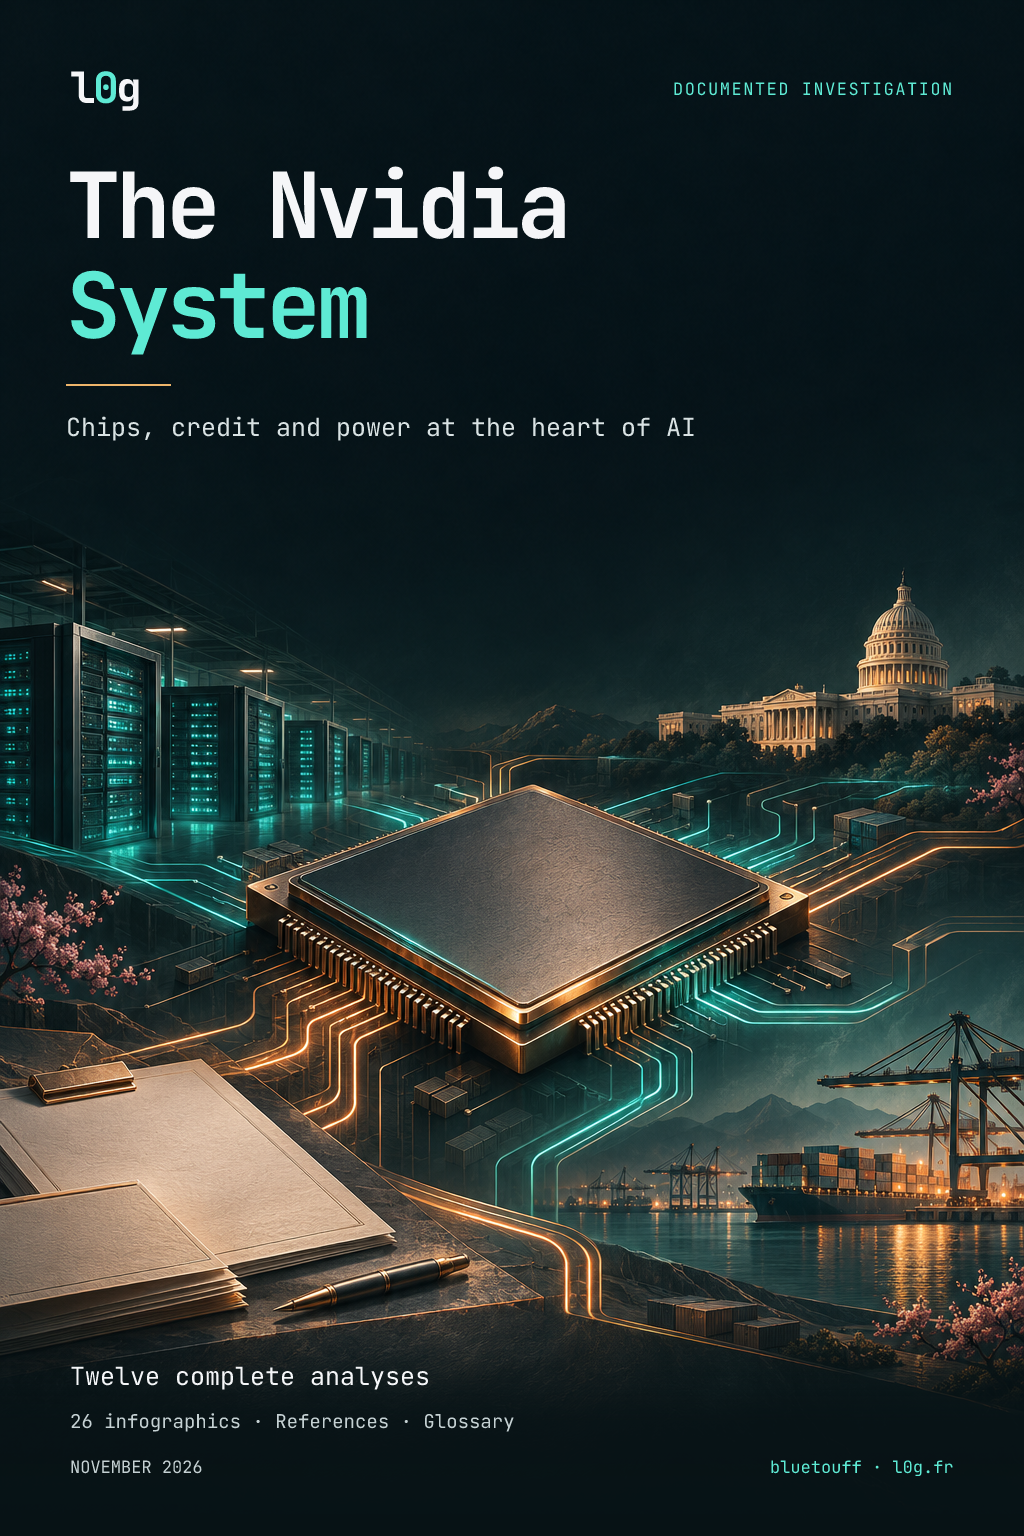 l0g
DOCUMENTED INVESTIGATION
The Nvidia
System
Chips, credit and power at the heart of AI
Twelve complete analyses
26 infographics · References · Glossary
NOVEMBER 2026
bluetouff · l0g.fr